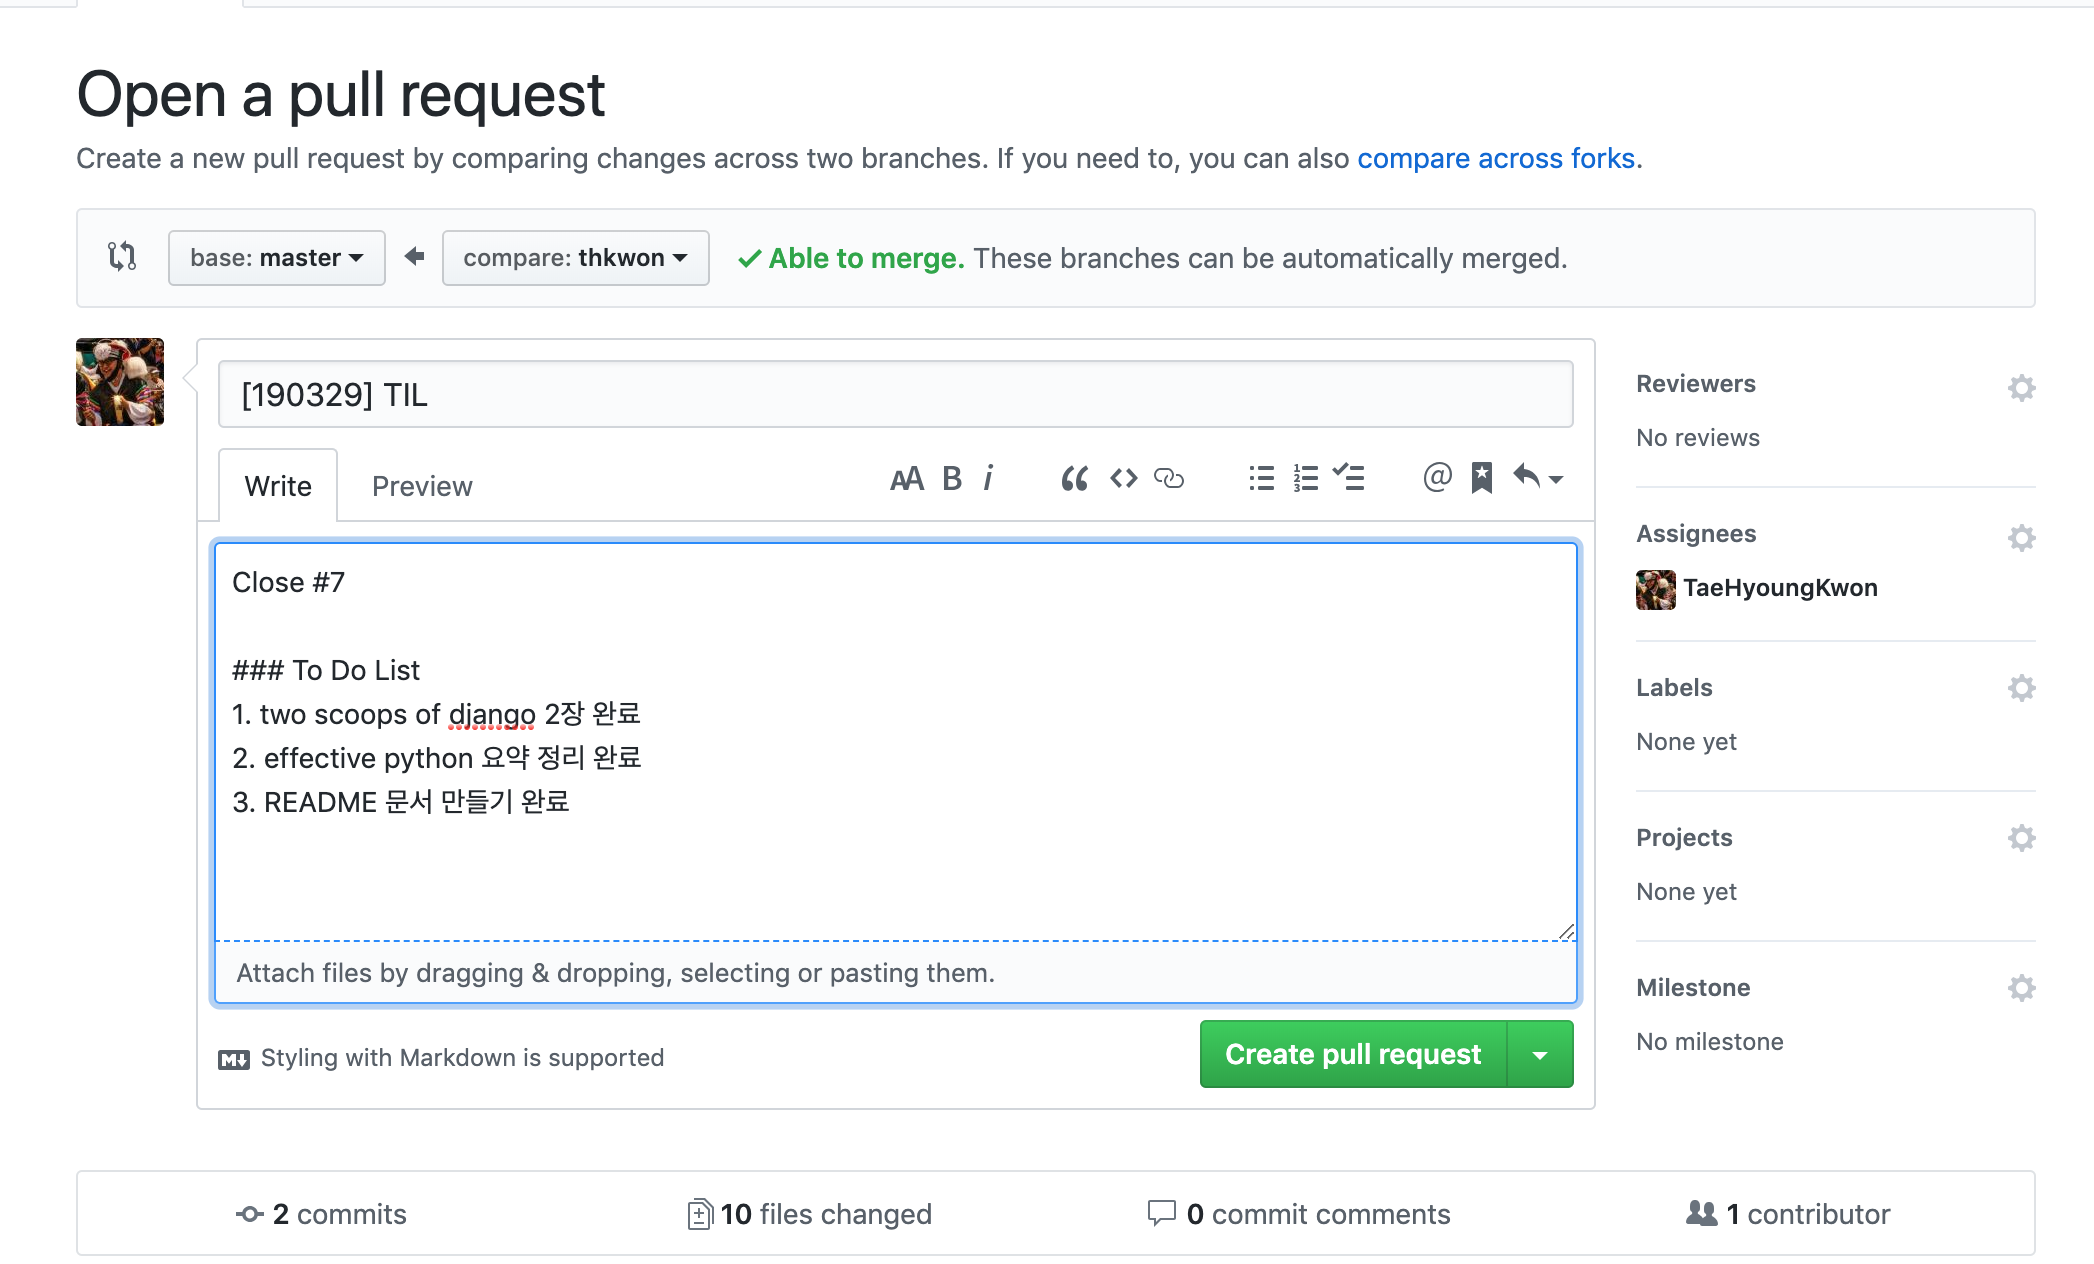 Open a pull request
Create a new pull request by comparing changes across two branches. If you need to, you can also compare across forks.
base: master
compare: thkwon
Able to merge. These branches can be automatically merged.
[190329] TIL
Write
Preview
Close #7
### To Do List
1. two scoops of django 2장 완료
2. effective python 요약 정리 완료
3. README 문서 만들기 완료
Attach files by dragging & dropping, selecting or pasting them.
Styling with Markdown is supported
Create pull request
Reviewers
No reviews
Assignees
TaeHyoungKwon
Labels
None yet
Projects
None yet
Milestone
No milestone
2 commits
10 files changed
0 commit comments
1 contributor